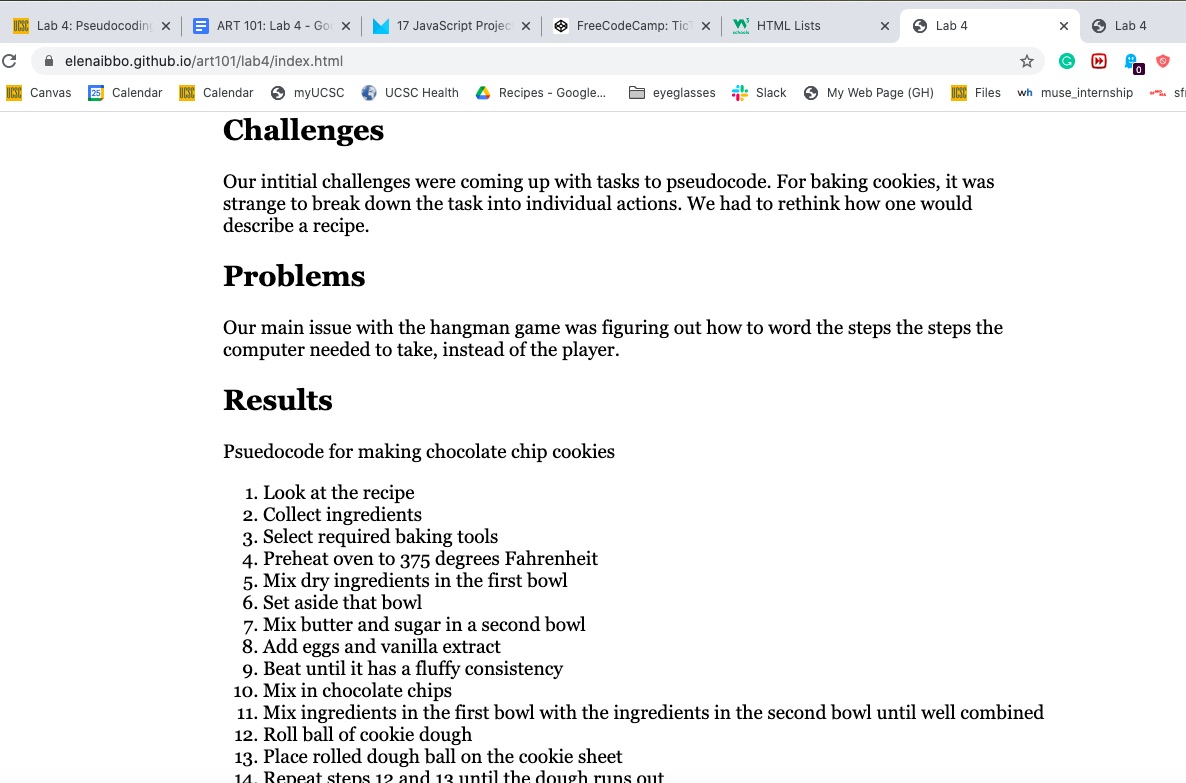 UCSC Lab 4: Pseudocoding ART 101: Lab 4 - Go 17 JavaScript Project FreeCodeCamp: TicT W3 schools HTML Lists Lab 4 Lab 4
elenaibbo.github.io/art101/lab4/index.html 0
UCSC Canvas 25 Calendar UCSC Calendar myUCSC UCSC Health Recipes - Google... eyeglasses Slack My Web Page (GH) UCSC Files wh muse_internship
Challenges
Our intitial challenges were coming up with tasks to pseudocode. For baking cookies, it was
strange to break down the task into individual actions. We had to rethink how one would
describe a recipe.
Problems
Our main issue with the hangman game was figuring out how to word the steps the steps the
computer needed to take, instead of the player.
Results
Psuedocode for making chocolate chip cookies
1. Look at the recipe
2. Collect ingredients
3. Select required baking tools
4. Preheat oven to 375 degrees Fahrenheit
5. Mix dry ingredients in the first bowl
6. Set aside that bowl
7. Mix butter and sugar in a second bowl
8. Add eggs and vanilla extract
9. Beat until it has a fluffy consistency
10. Mix in chocolate chips
11. Mix ingredients in the first bowl with the ingredients in the second bowl until well combined
12. Roll ball of cookie dough
13. Place rolled dough ball on the cookie sheet
14. Repeat steps 12 and 13 until the dough runs out